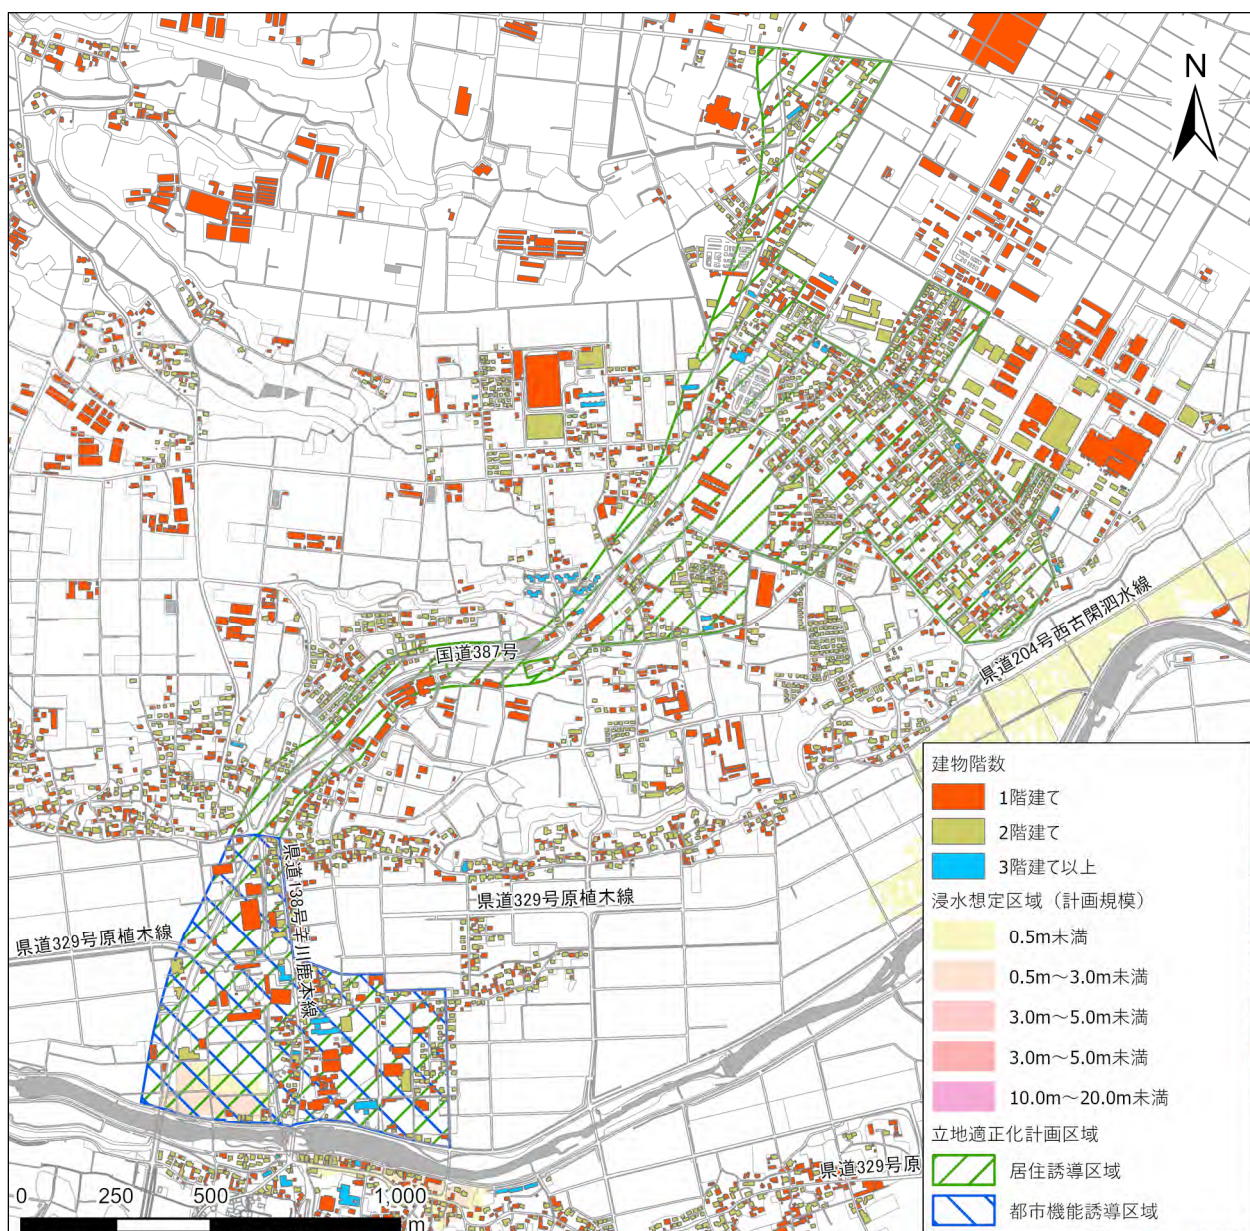 N
国道387号
県道204号西古閑泗水線
県道138号辛川鹿本線
県道329号原植木線
県道329号原植木線
県道329号原
建物階数
1階建て
2階建て
3階建て以上
浸水想定区域（計画規模）
0.5m未満
0.5m～3.0m未満
3.0m～5.0m未満
3.0m～5.0m未満
10.0m～20.0m未満
立地適正化計画区域
居住誘導区域
都市機能誘導区域
0 250 500 1,000
m